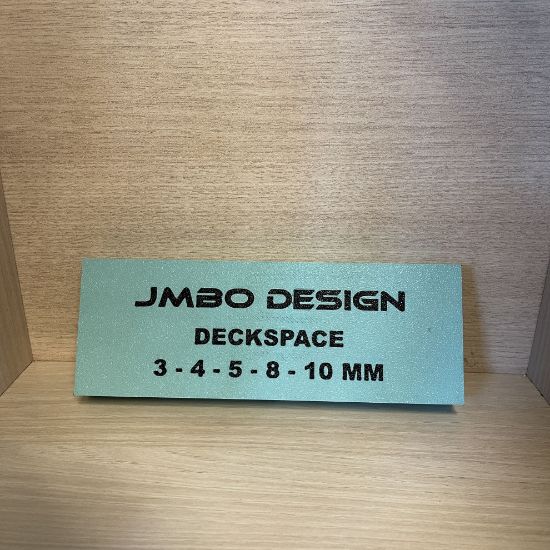 JMBO DESIGN
DECKSPACE
3 - 4 - 5 - 8 - 10 MM